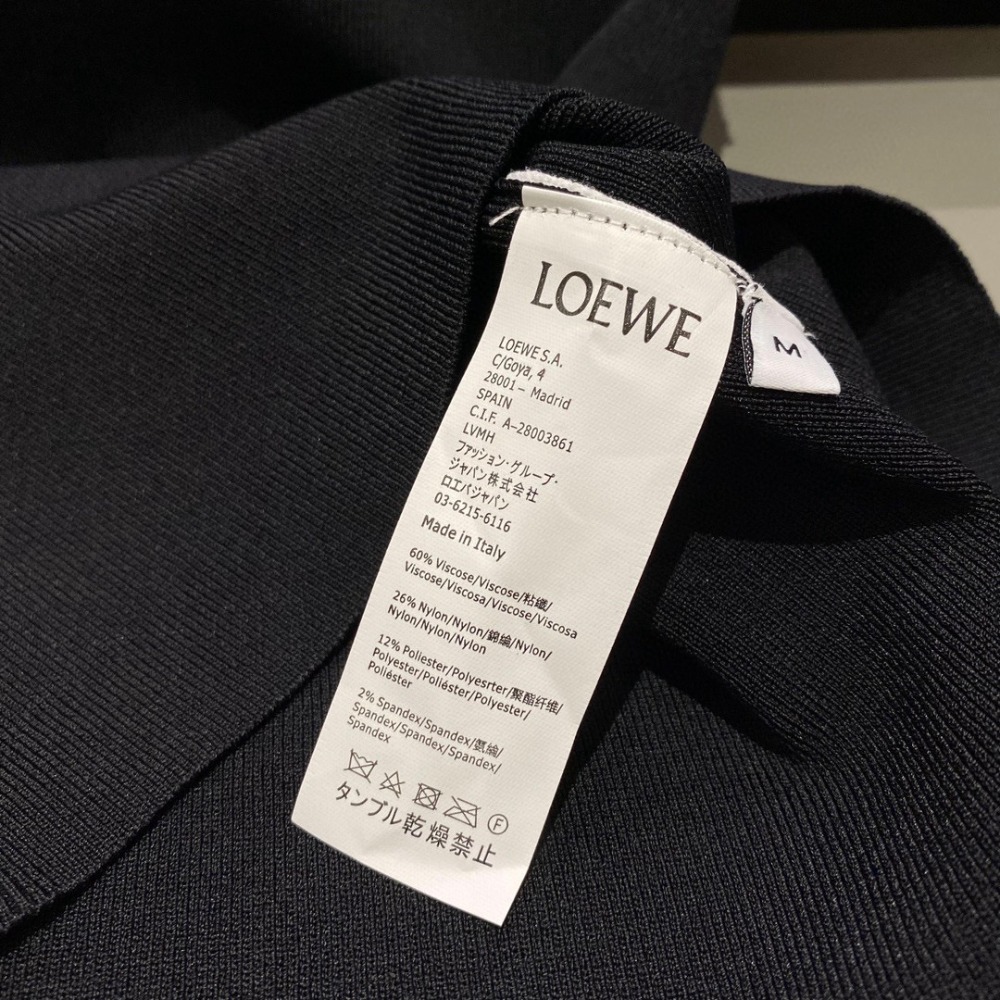 LOEWE
M
LOEWE S.A.
C/Goya, 4
28001- Madrid
SPAIN
C.I.F. A-28003861
LVMH
ファッション・グループ・
ジャパン株式会社
ロエベジャパン
03-6215-6116
Made in Italy
60% Viscose/Viscose/粘纖/
Viscose/Viscosa/Viscose/Viscosa
26% Nylon/Nylon/錦綸/Nylon/
Nylon/Nylon/Nylon
12% Poliester/Polyesrter/聚酯纤维/
Polyester/Poliéster/Polyester/
Poliéster
2% Spandex/Spandex/氨綸/
Spandex/Spandex/Spandex/
Spandex
F
タンブル乾燥禁止